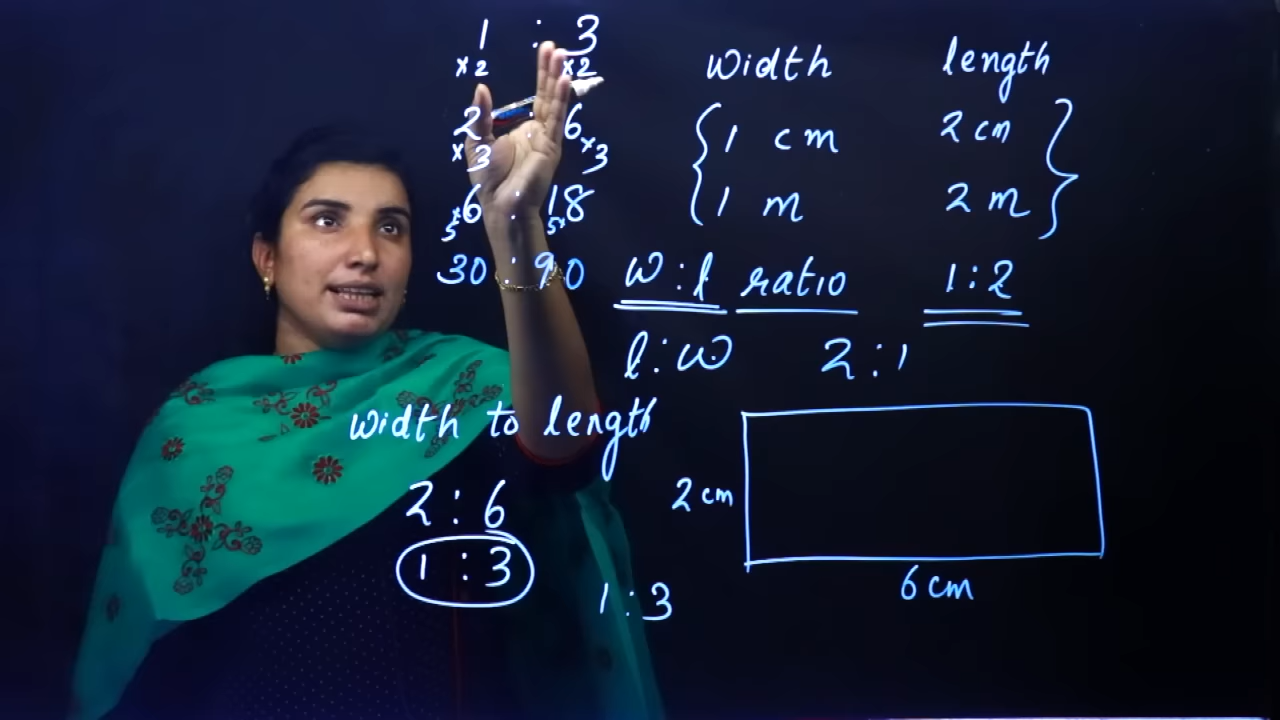 1 : 3
×2 ×2
2 : 6
×3 ×3
6 : 18
×5 5×
30 : 90
width length
1 cm 2 cm
1 m 2 m
w : l ratio 1 : 2
l : w 2 : 1
width to length
2 : 6
1 : 3
1 : 3
2 cm
6 cm